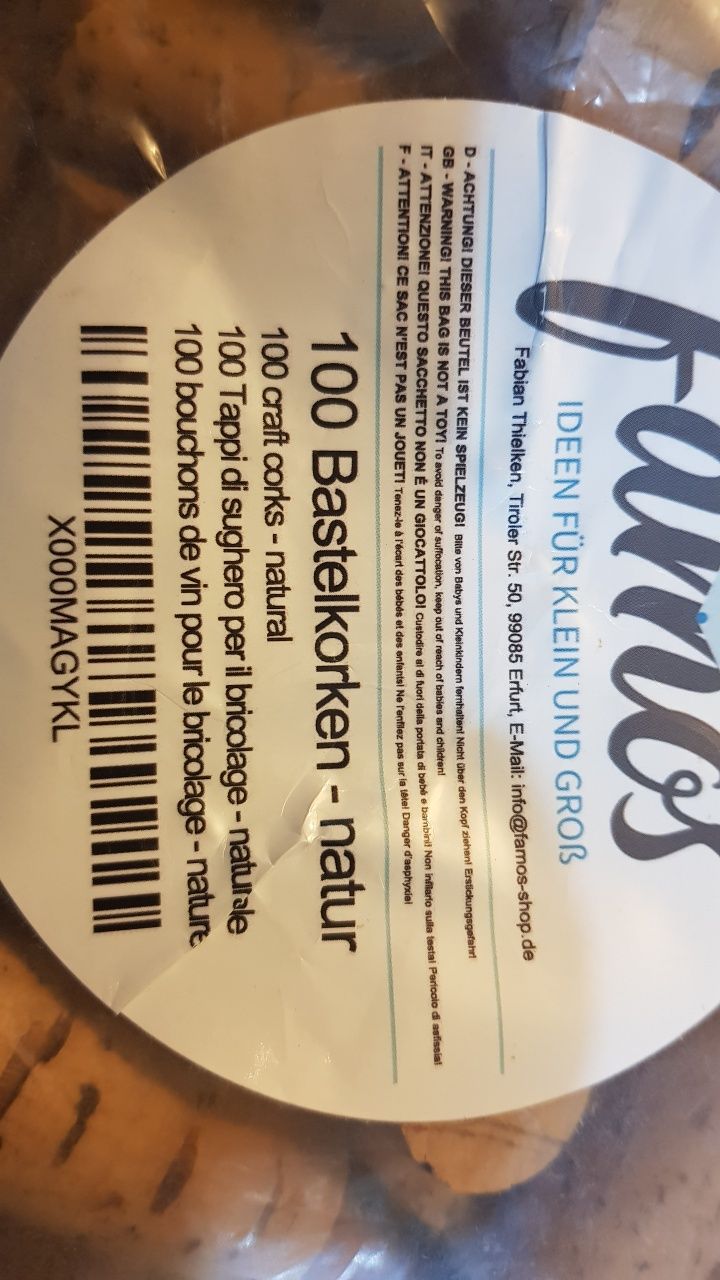 famos
IDEEN FÜR KLEIN UND GROß
Fabian Thielken, Tiroler Str. 50, 99085 Erfurt, E-Mail: info@famos-shop.de
D - ACHTUNG! DIESER BEUTEL IST KEIN SPIELZEUG! Bitte von Babys und Kleinkindern fernhalten! Nicht über den Kopf ziehen! Erstickungsgefahr!
GB - WARNING! THIS BAG IS NOT A TOY! To avoid danger of suffocation, keep out of reach of babies and children!
IT - ATTENZIONE! QUESTO SACCHETTO NON É UN GIOCATTOLO! Custodire al di fuori della portata di bebè e bambini! Non infilarlo sulla testa! Pericolo di asfissia!
F - ATTENTION! CE SAC N'EST PAS UN JOUET! Tenez-le à l'écart des bébés et des enfants! Ne l'enfilez pas sur la tête! Danger d'asphyxie!
100 Bastelkorken - natur
100 craft corks - natural
100 Tappi di sughero per il bricolage - naturale
100 bouchons de vin pour le bricolage - nature
X000MAGYKL